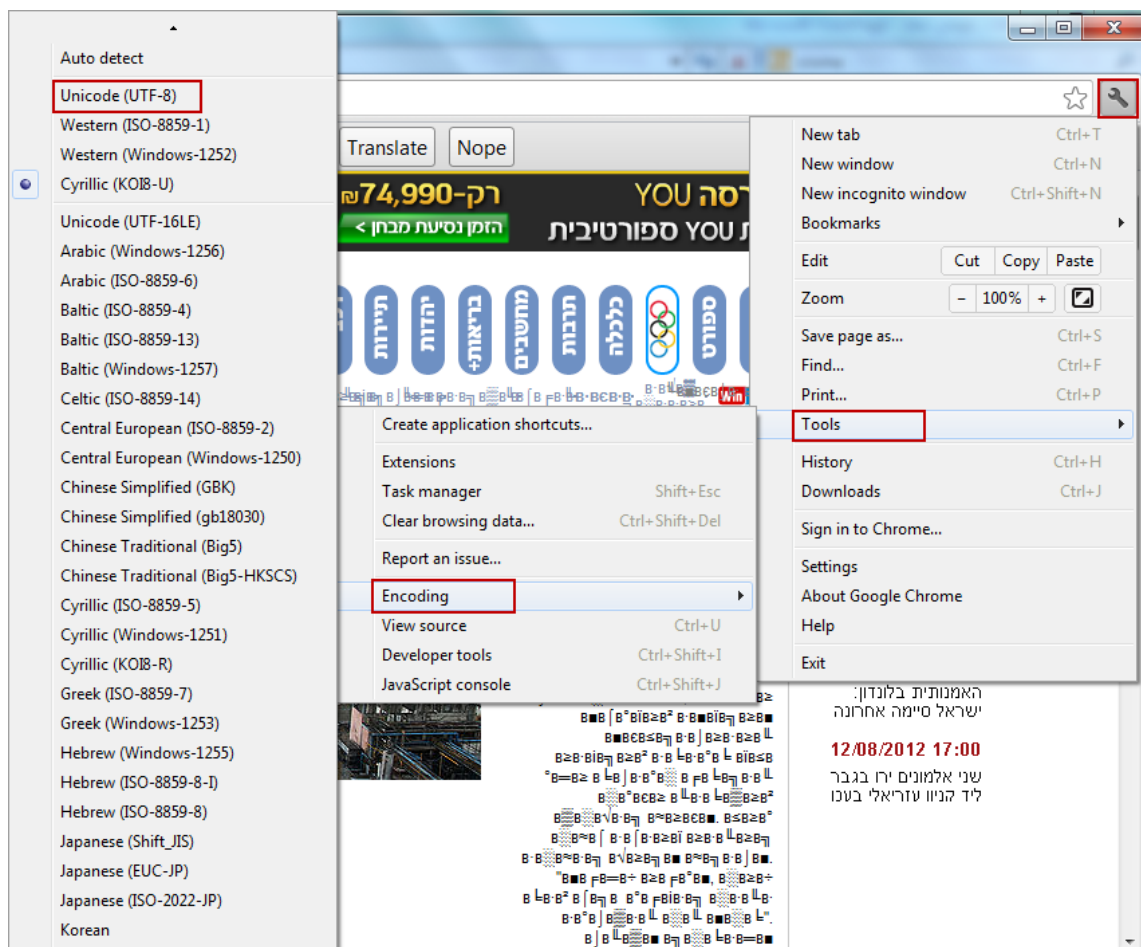 Auto detect
Unicode (UTF-8)
Western (ISO-8859-1)
Western (Windows-1252)
Cyrillic (KOI8-U)
Unicode (UTF-16LE)
Arabic (Windows-1256)
Arabic (ISO-8859-6)
Baltic (ISO-8859-4)
Baltic (ISO-8859-13)
Baltic (Windows-1257)
Celtic (ISO-8859-14)
Central European (ISO-8859-2)
Central European (Windows-1250)
Chinese Simplified (GBK)
Chinese Simplified (gb18030)
Chinese Traditional (Big5)
Chinese Traditional (Big5-HKSCS)
Cyrillic (ISO-8859-5)
Cyrillic (Windows-1251)
Cyrillic (KOI8-R)
Greek (ISO-8859-7)
Greek (Windows-1253)
Hebrew (Windows-1255)
Hebrew (ISO-8859-8-I)
Hebrew (ISO-8859-8)
Japanese (Shift_JIS)
Japanese (EUC-JP)
Japanese (ISO-2022-JP)
Korean
Translate Nope
רק-74,990₪
YOU
הזמן נסיעת מבחן >
YOU ספורטיבית
ספורט
כלכלה
תרבות
מחשבים
בריאות+
יהדות
תיירות
Win
New tab Ctrl+T
New window Ctrl+N
New incognito window Ctrl+Shift+N
Bookmarks
Edit Cut Copy Paste
Zoom - 100% +
Save page as... Ctrl+S
Find... Ctrl+F
Print... Ctrl+P
Tools
History Ctrl+H
Downloads Ctrl+J
Sign in to Chrome...
Settings
About Google Chrome
Help
Exit
Create application shortcuts...
Extensions
Task manager Shift+Esc
Clear browsing data... Ctrl+Shift+Del
Report an issue...
Encoding
View source Ctrl+U
Developer tools Ctrl+Shift+I
JavaScript console Ctrl+Shift+J
האמנותית בלונדון:
ישראל סיימה אחרונה
12/08/2012 17:00
שני אלמונים ירו בגבר
ליד קניון עזריאלי בעכו